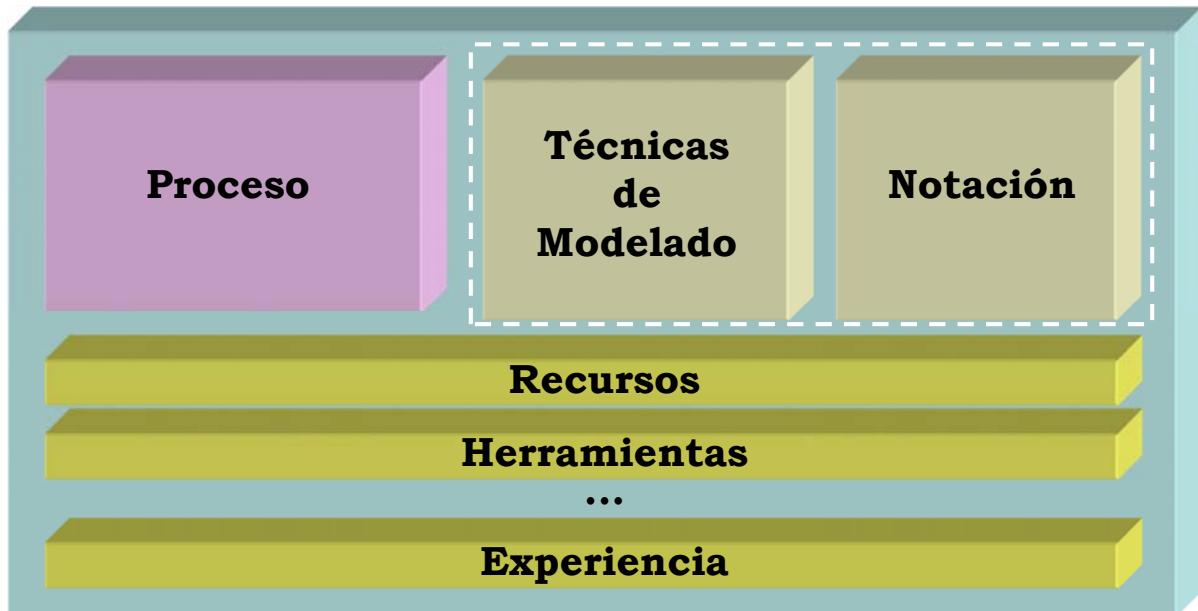 Proceso
Técnicas
de
Modelado
Notación
Recursos
Herramientas
...
Experiencia